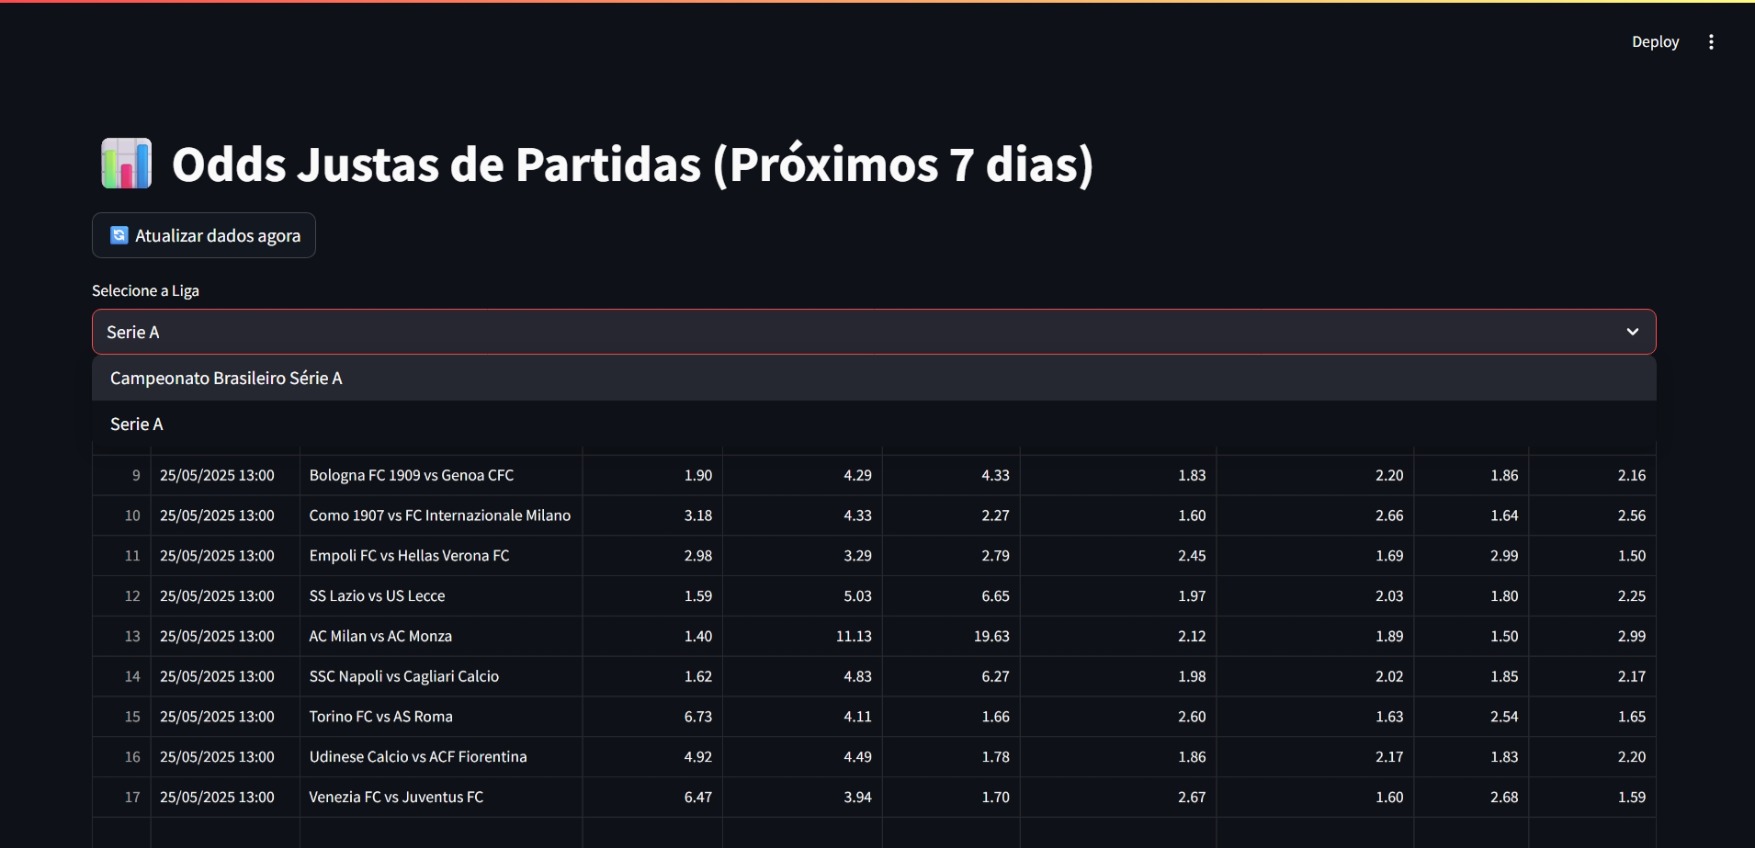 Deploy
Odds Justas de Partidas (Próximos 7 dias)
Atualizar dados agora
Selecione a Liga
Serie A
Campeonato Brasileiro Série A
Serie A
9 25/05/2025 13:00 Bologna FC 1909 vs Genoa CFC 1.90 4.29 4.33 1.83 2.20 1.86 2.16
10 25/05/2025 13:00 Como 1907 vs FC Internazionale Milano 3.18 4.33 2.27 1.60 2.66 1.64 2.56
11 25/05/2025 13:00 Empoli FC vs Hellas Verona FC 2.98 3.29 2.79 2.45 1.69 2.99 1.50
12 25/05/2025 13:00 SS Lazio vs US Lecce 1.59 5.03 6.65 1.97 2.03 1.80 2.25
13 25/05/2025 13:00 AC Milan vs AC Monza 1.40 11.13 19.63 2.12 1.89 1.50 2.99
14 25/05/2025 13:00 SSC Napoli vs Cagliari Calcio 1.62 4.83 6.27 1.98 2.02 1.85 2.17
15 25/05/2025 13:00 Torino FC vs AS Roma 6.73 4.11 1.66 2.60 1.63 2.54 1.65
16 25/05/2025 13:00 Udinese Calcio vs ACF Fiorentina 4.92 4.49 1.78 1.86 2.17 1.83 2.20
17 25/05/2025 13:00 Venezia FC vs Juventus FC 6.47 3.94 1.70 2.67 1.60 2.68 1.59